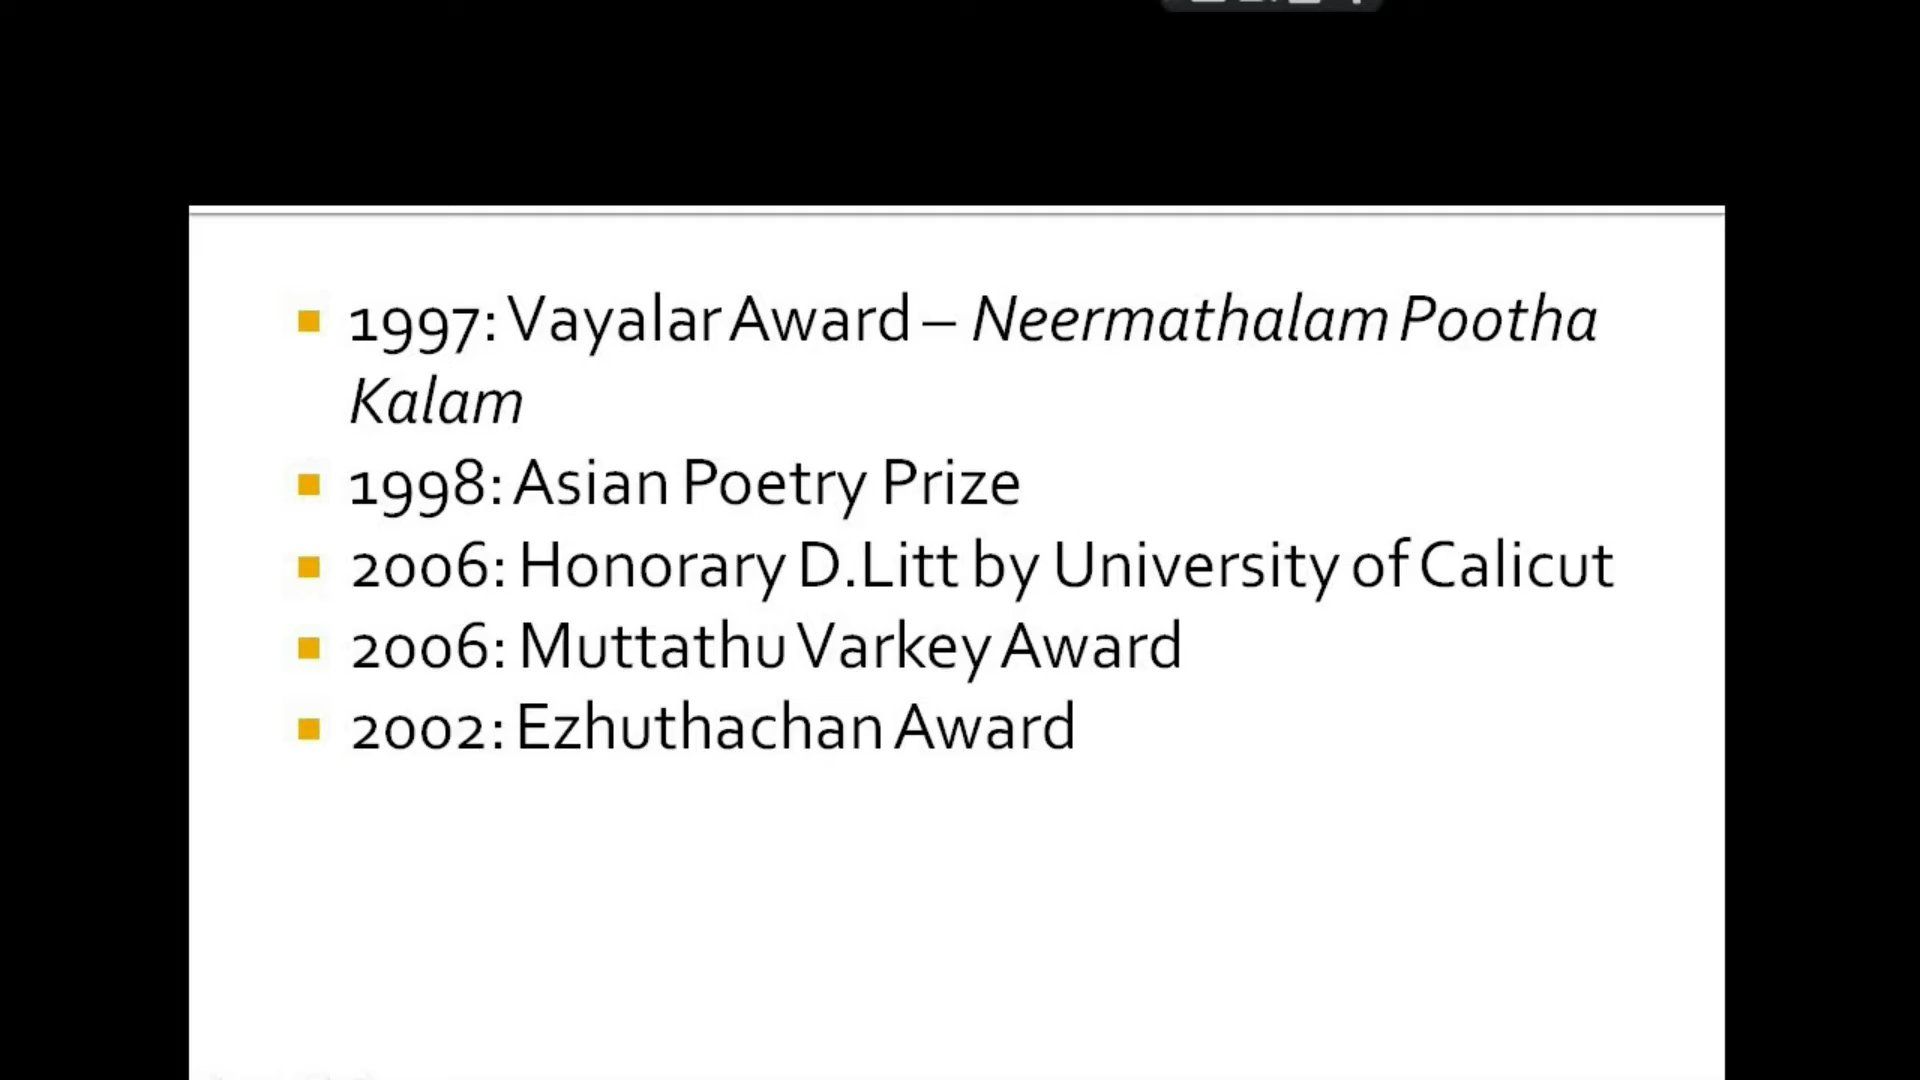 1997: Vayalar Award – Neermathalam Pootha
Kalam
1998: Asian Poetry Prize
2006: Honorary D.Litt by University of Calicut
2006: Muttathu Varkey Award
2002: Ezhuthachan Award